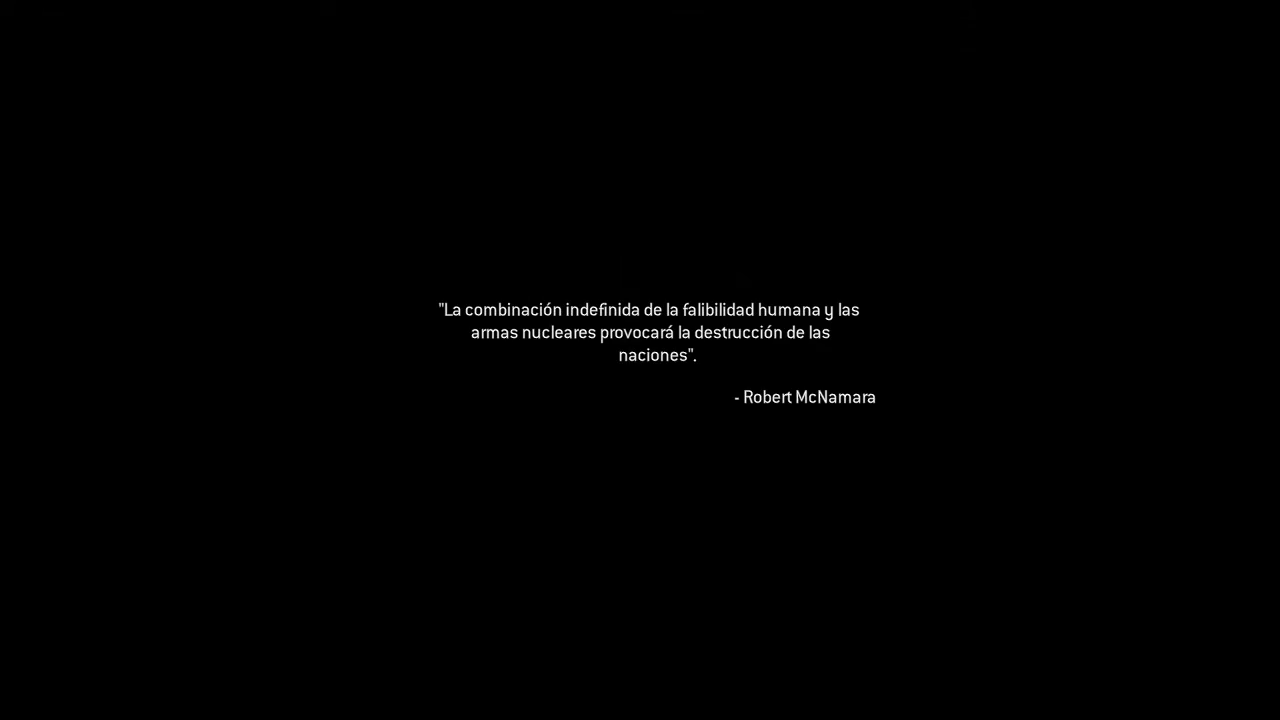 "La combinación indefinida de la falibilidad humana y las
armas nucleares provocará la destrucción de las
naciones".
- Robert McNamara